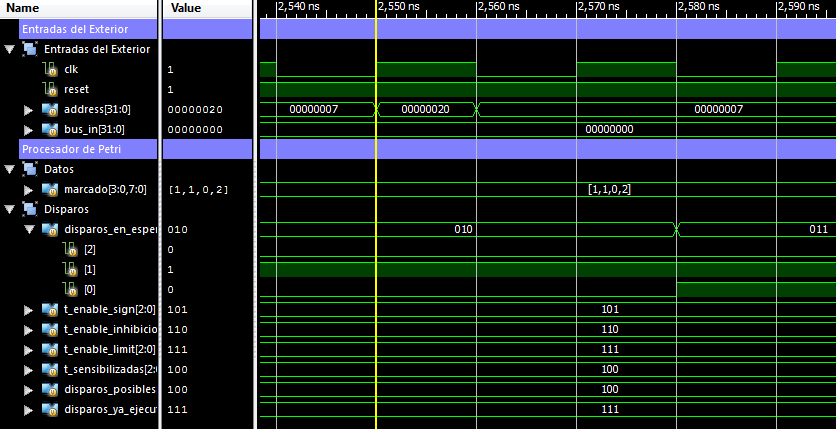 Name Value 2,540 ns 2,550 ns 2,560 ns 2,570 ns 2,580 ns 2,590 ns
Entradas del Exterior
Entradas del Exterior
clk 1
reset 1
address[31:0] 00000020 00000007 00000020 00000007
bus_in[31:0] 00000000 00000000
Procesador de Petri
Datos
marcado[3:0,7:0] [1,1,0,2] [1,1,0,2]
Disparos
disparos_en_esper 010 010 011
[2] 0
[1] 1
[0] 0
t_enable_sign[2:0] 101 101
t_enable_inhibicio 110 110
t_enable_limit[2:0] 111 111
t_sensibilizadas[2:0 100 100
disparos_posibles 100 100
disparos_ya_ejecut 111 111